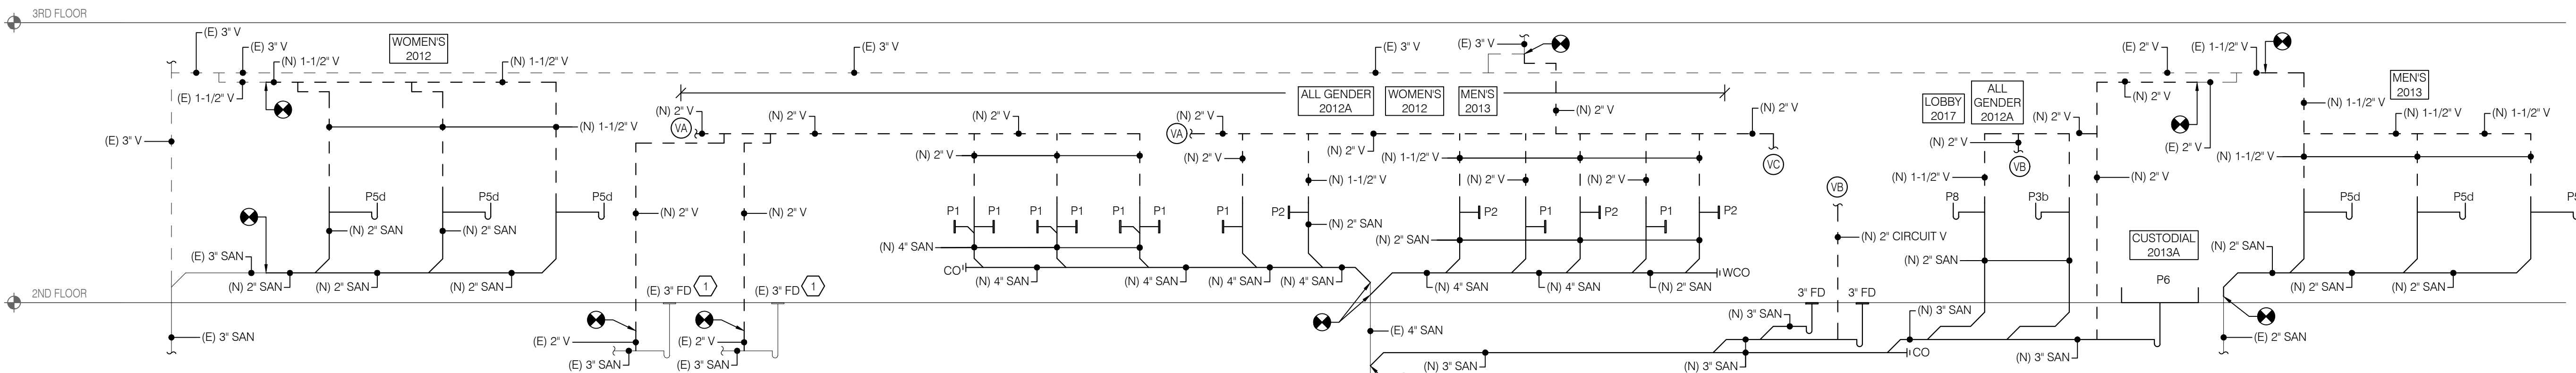 3RD FLOOR
(E) 3" V
(E) 3" V
WOMEN'S
2012
(N) 1-1/2" V
(N) 1-1/2" V
(E) 3" V
(E) 3" V
(E) 3" V
(E) 2" V
(E) 1-1/2" V
MEN'S
2013
(E) 1-1/2" V
(N) 2" V
(N) 2" V
(N) 2" V
ALL GENDER
2012A
WOMEN'S
2012
MEN'S
2013
(N) 2" V
(N) 2" V
LOBBY
2017
ALL
GENDER
2012A
(N) 2" V
(N) 1-1/2" V
(N) 1-1/2" V
(N) 1-1/2" V
(E) 3" V
(N) 1-1/2" V
VA
VA
(N) 2" V
(N) 2" V
(N) 2" V
(N) 2" V
(N) 2" V
(N) 1-1/2" V
VC
(N) 2" V
VB
(E) 2" V
(N) 1-1/2" V
(N) 1-1/2" V
(N) 2" V
(N) 2" V
VB
(N) 1-1/2" V
(N) 2" V
P5d
P5d
P5d
(N) 2" V
(N) 2" V
P1
P1
P1
P1
P1
P1
P1
P2
P2
P1
P2
P1
P2
P8
P3b
P5d
P5d
(N) 2" SAN
(N) 2" SAN
(N) 2" SAN
(N) 4" SAN
(N) 2" SAN
(N) 2" CIRCUIT V
CUSTODIAL
2013A
(N) 2" SAN
(E) 3" SAN
CO
WCO
(N) 2" SAN
P6
(N) 2" SAN
(N) 2" SAN
(N) 2" SAN
(N) 4" SAN
(N) 4" SAN
(N) 4" SAN
(N) 4" SAN
(N) 4" SAN
(N) 4" SAN
(N) 2" SAN
(N) 2" SAN
(N) 2" SAN
2ND FLOOR
(E) 3" FD
1
(E) 3" FD
1
3" FD
3" FD
(N) 3" SAN
(N) 3" SAN
(E) 3" SAN
(E) 2" V
(E) 2" V
(E) 4" SAN
(E) 2" SAN
(E) 3" SAN
(E) 3" SAN
(N) 3" SAN
(N) 3" SAN
CO
(N) 3" SAN